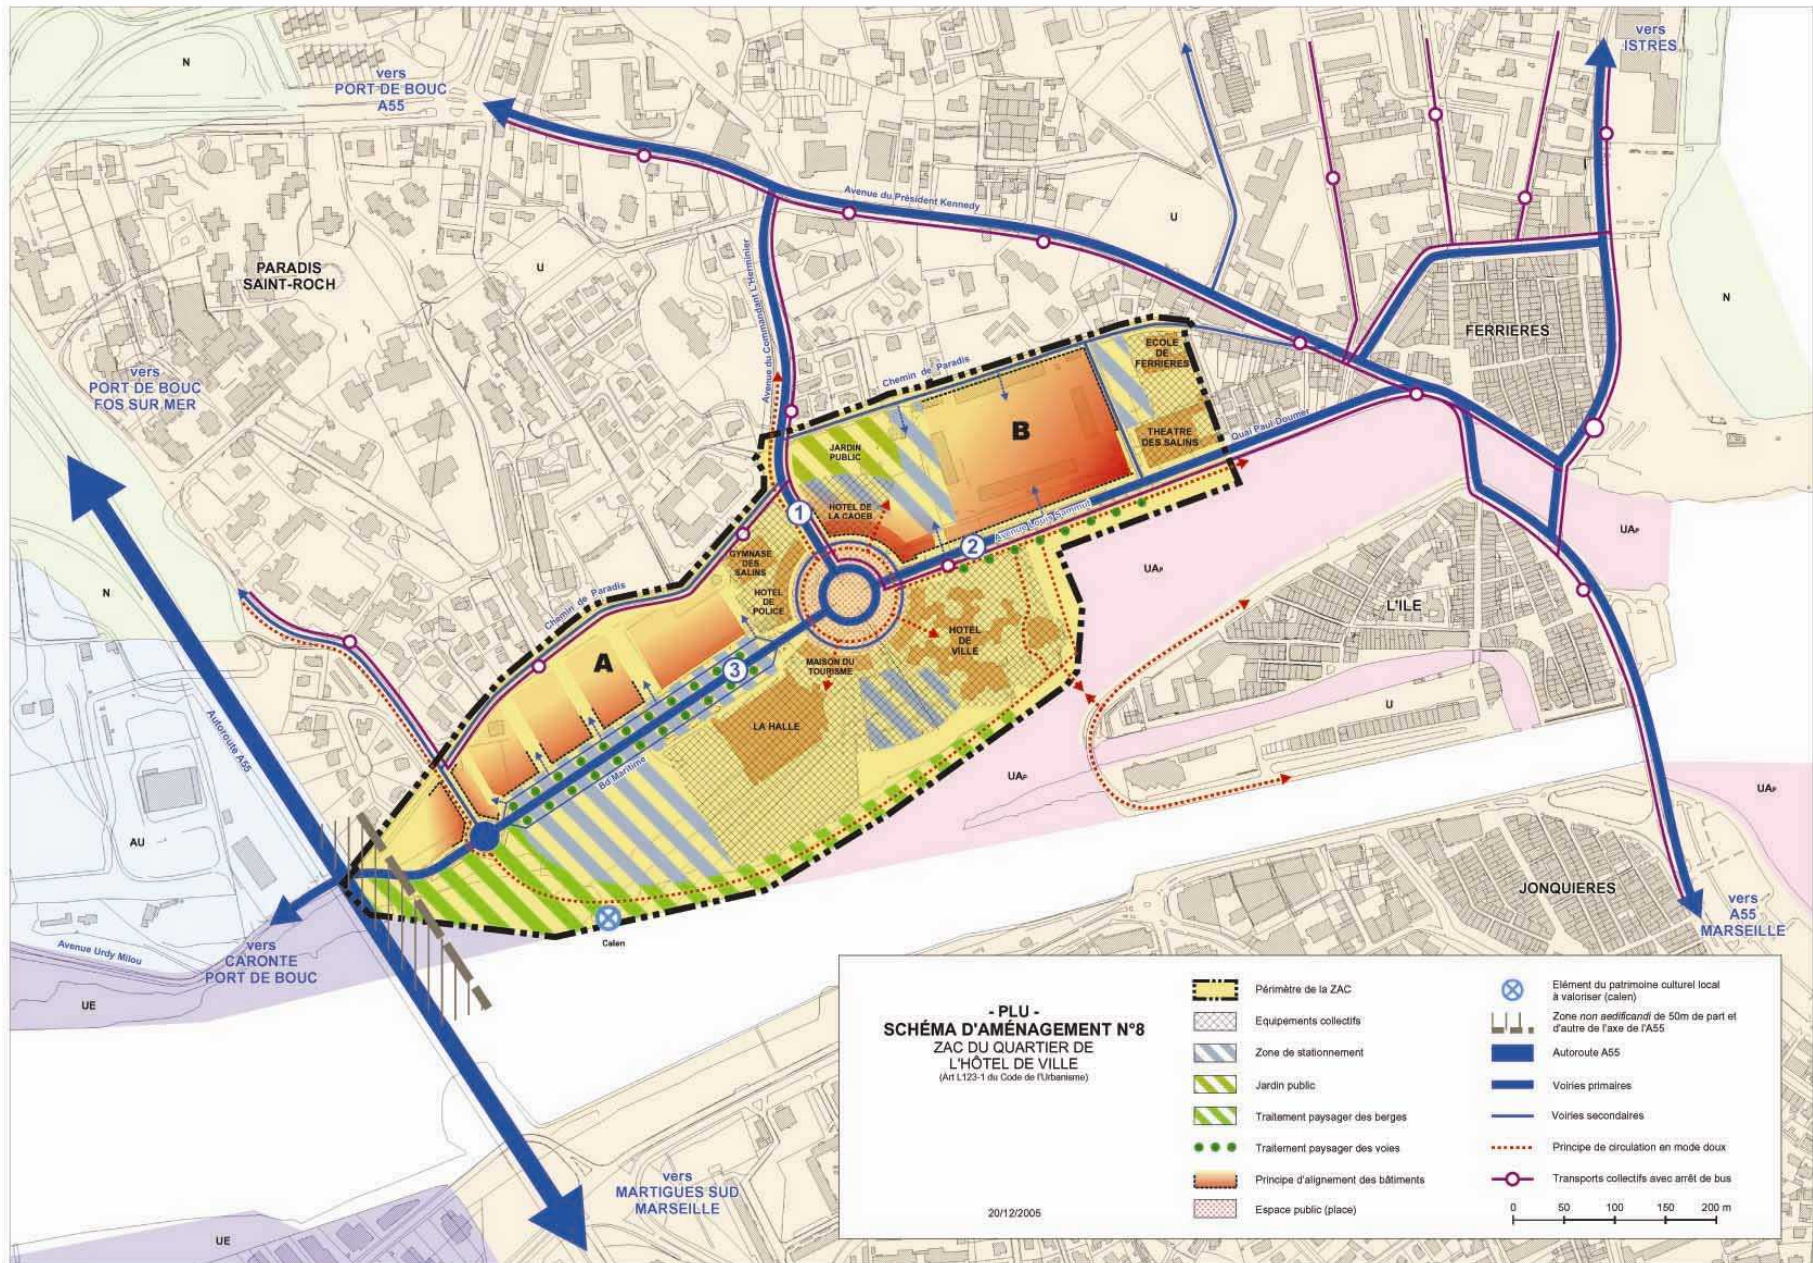 N
vers
PORT DE BOUC
A55
vers
ISTRES
Avenue du Président Kennedy
U
PARADIS
SAINT-ROCH
U
Avenue du Commandant L'Herminier
N
FERRIERES
vers
PORT DE BOUC
FOS SUR MER
ECOLE
DE
FERRIERES
Chemin de Paradis
B
JARDIN
PUBLIC
THEATRE
DES SALINS
Quai Paul Doumer
HOTEL DE
LA CAOEB
1
Avenue Louis Sammut
2
UAP
UAP
GYMNASE
DES
SALINS
HOTEL
DE
POLICE
Chemin de Paradis
N
L'ILE
HOTEL
DE
VILLE
A
MAISON DU
TOURISME
3
LA HALLE
U
Autoroute A55
Bd Maritime
UAP
UAP
AU
JONQUIERES
vers
A55
MARSEILLE
Calen
Avenue Urdy Milou
vers
CARONTE
PORT DE BOUC
UE
vers
MARTIGUES SUD
MARSEILLE
UE
- PLU -
SCHÉMA D'AMÉNAGEMENT N°8
ZAC DU QUARTIER DE
L'HÔTEL DE VILLE
(Art L123-1 du Code de l'Urbanisme)
20/12/2005
Périmètre de la ZAC
Equipements collectifs
Zone de stationnement
Jardin public
Traitement paysager des berges
Traitement paysager des voies
Principe d'alignement des bâtiments
Espace public (place)
Elément du patrimoine culturel local
à valoriser (calen)
Zone non aedificandi de 50m de part et
d'autre de l'axe de l'A55
Autoroute A55
Voiries primaires
Voiries secondaires
Principe de circulation en mode doux
Transports collectifs avec arrêt de bus
0 50 100 150 200 m